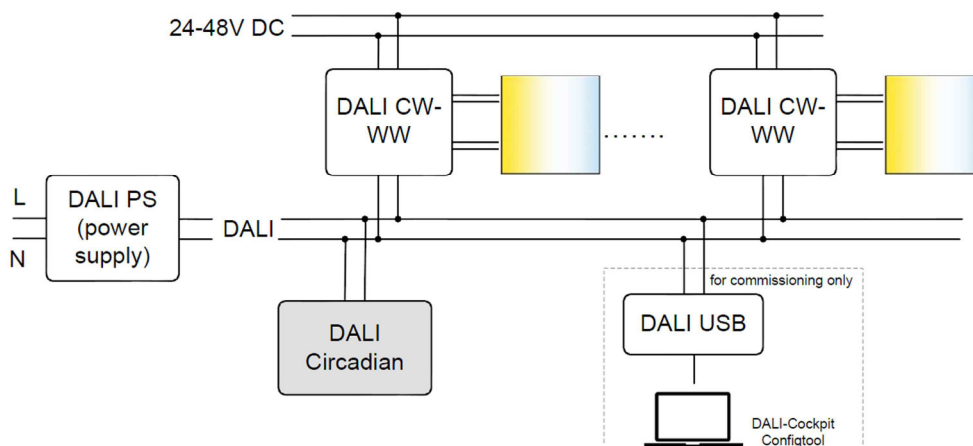 24-48V DC
DALI CW-
WW
DALI CW-
WW
.......
L
N
DALI PS
(power
supply)
DALI
for commissioning only
DALI
Circadian
DALI USB
DALI-Cockpit
Configtool